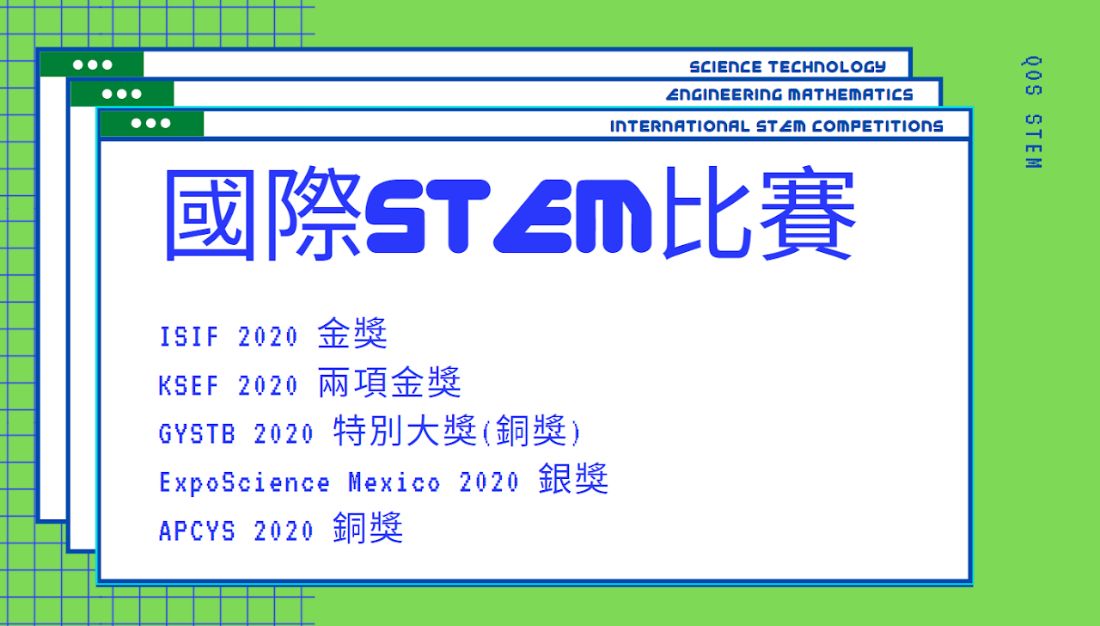 SCIENCE TECHNOLOGY
ENGINEERING MATHEMATICS
INTERNATIONAL STEM COMPETITIONS
國際STEM比賽
ISIF 2020 金獎
KSEF 2020 兩項金獎
GYSTB 2020 特別大獎(銅獎)
ExpoScience Mexico 2020 銀獎
APCYS 2020 銅獎
QOS STEM